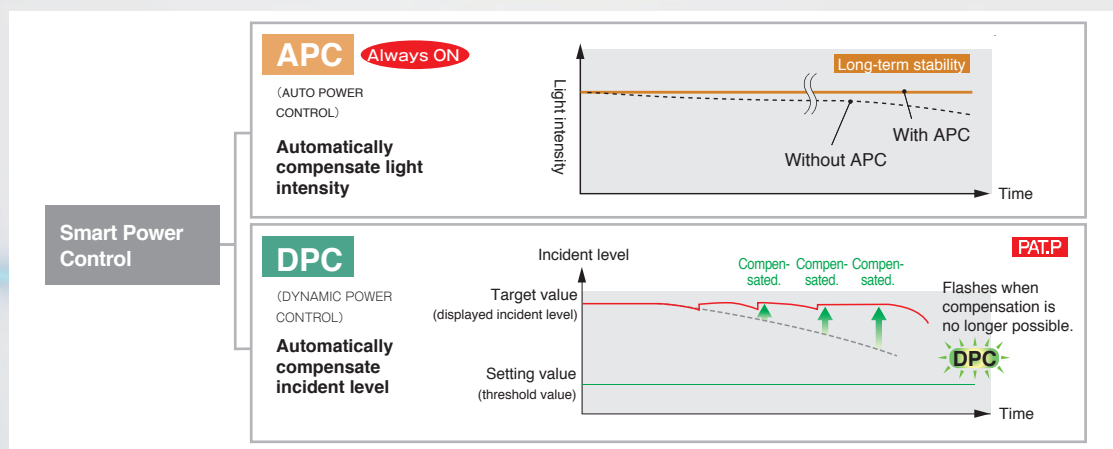 Smart Power
Control
APC
Always ON
(AUTO POWER
CONTROL)
Automatically
compensate light
intensity
Light intensity
Long-term stability
With APC
Without APC
Time
DPC
(DYNAMIC POWER
CONTROL)
Automatically
compensate
incident level
Incident level
Target value
(displayed incident level)
Setting value
(threshold value)
Compen-
sated.
Compen-
sated.
Compen-
sated.
PAT.P
Flashes when
compensation is
no longer possible.
DPC
Time